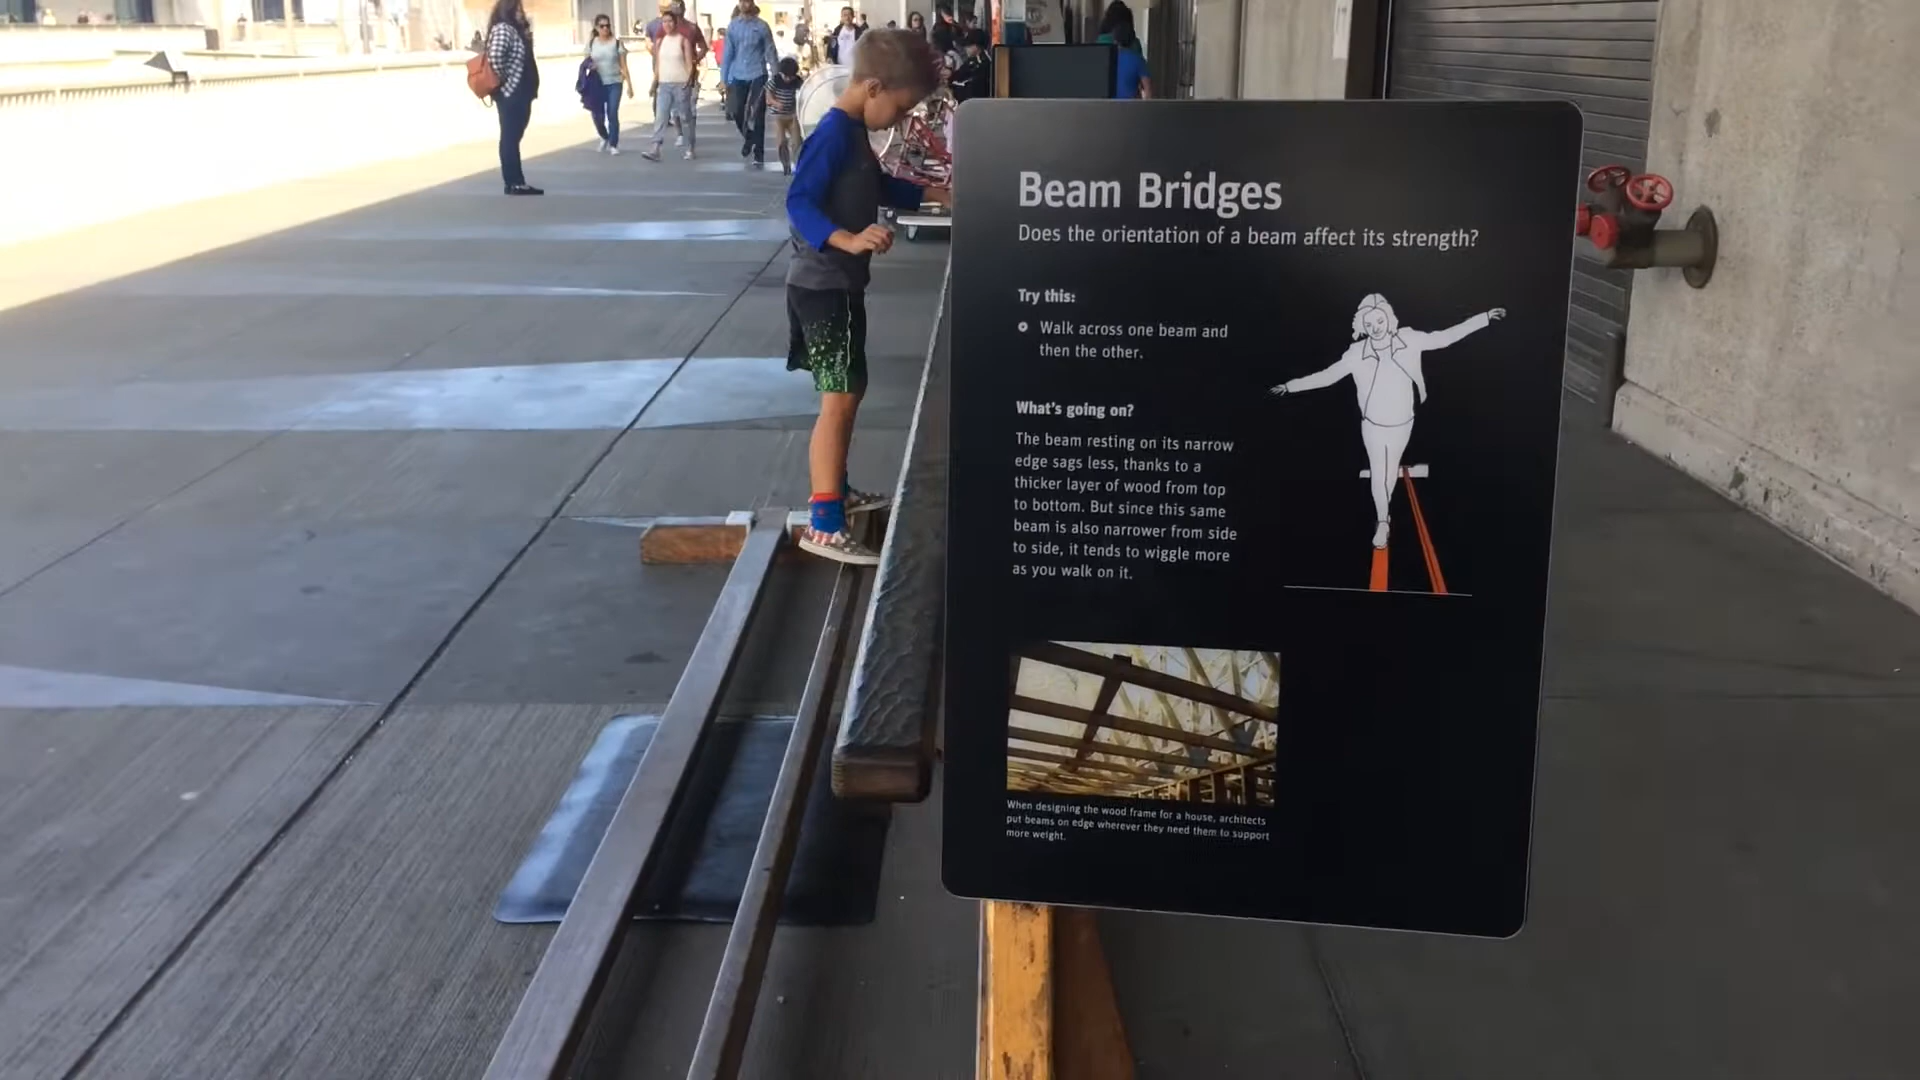 Beam Bridges
Does the orientation of a beam affect its strength?
Try this:
Walk across one beam and
then the other.
What's going on?
The beam resting on its narrow
edge sags less, thanks to a
thicker layer of wood from top
to bottom. But since this same
beam is also narrower from side
to side, it tends to wiggle more
as you walk on it.
When designing the wood frame for a house, architects
put beams on edge wherever they need them to support
more weight.